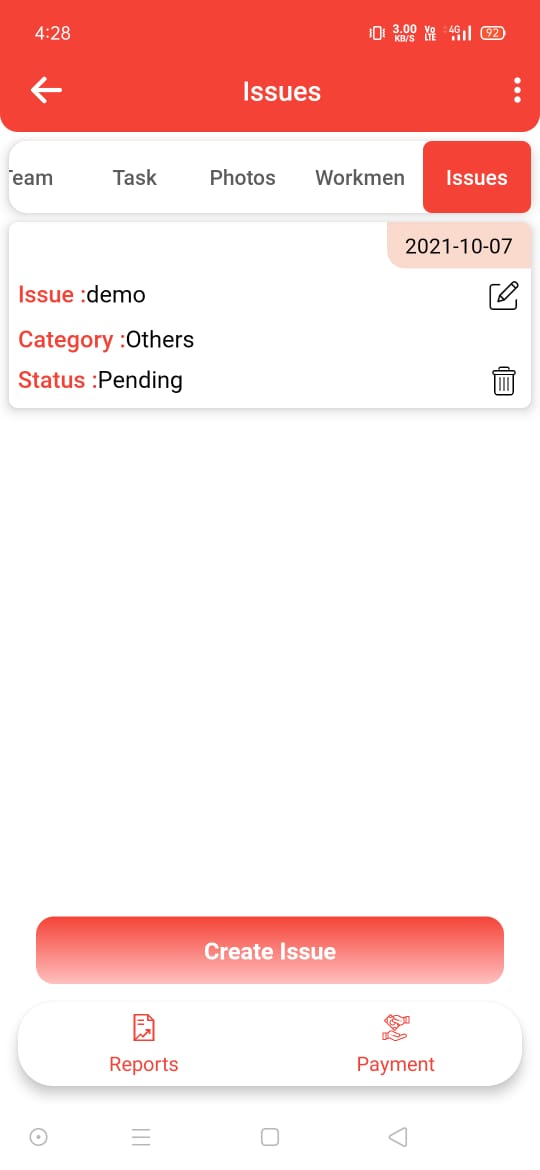 4:28
3.00 KB/S Vo LTE 4G 92
Issues
Team Task Photos Workmen Issues
2021-10-07
Issue :demo
Category :Others
Status :Pending
Create Issue
Reports Payment